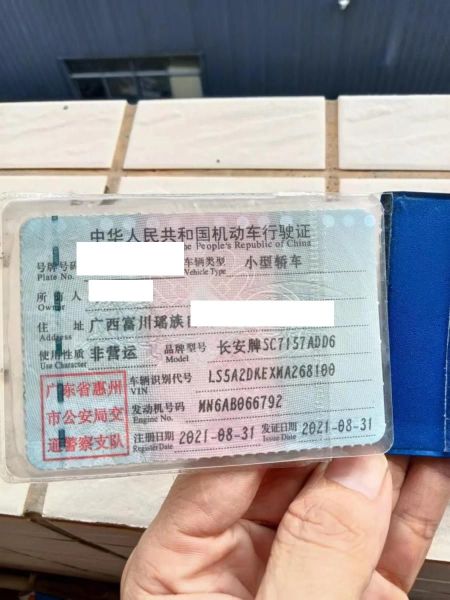 中华人民共和国机动车行驶证
the People's Republic of China
号牌号码 车辆类型 小型轿车
Plate No. Vehicle Type
所 人
Owner
住 址 广西富川瑶族
使用性质 非营运 品牌型号 长安牌SC7157ADD6
Use Character Model
广东省惠州市公安局交通警察支队
车辆识别代号 LS5A2DKEXMA268100
VIN
发动机号码 MN6AB066792
Engine No.
注册日期 2021-08-31 发证日期 2021-08-31
Register Date Issue Date